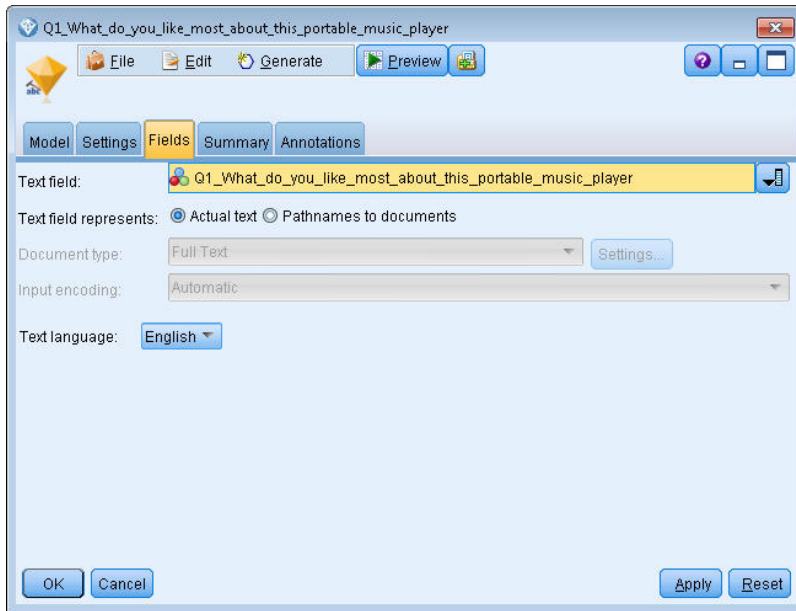 Q1_What_do_you_like_most_about_this_portable_music_player
File Edit Generate Preview
abc
Model Settings Fields Summary Annotations
Text field: Q1_What_do_you_like_most_about_this_portable_music_player
Text field represents: Actual text Pathnames to documents
Document type: Full Text Settings...
Input encoding: Automatic
Text language: English
OK Cancel Apply Reset